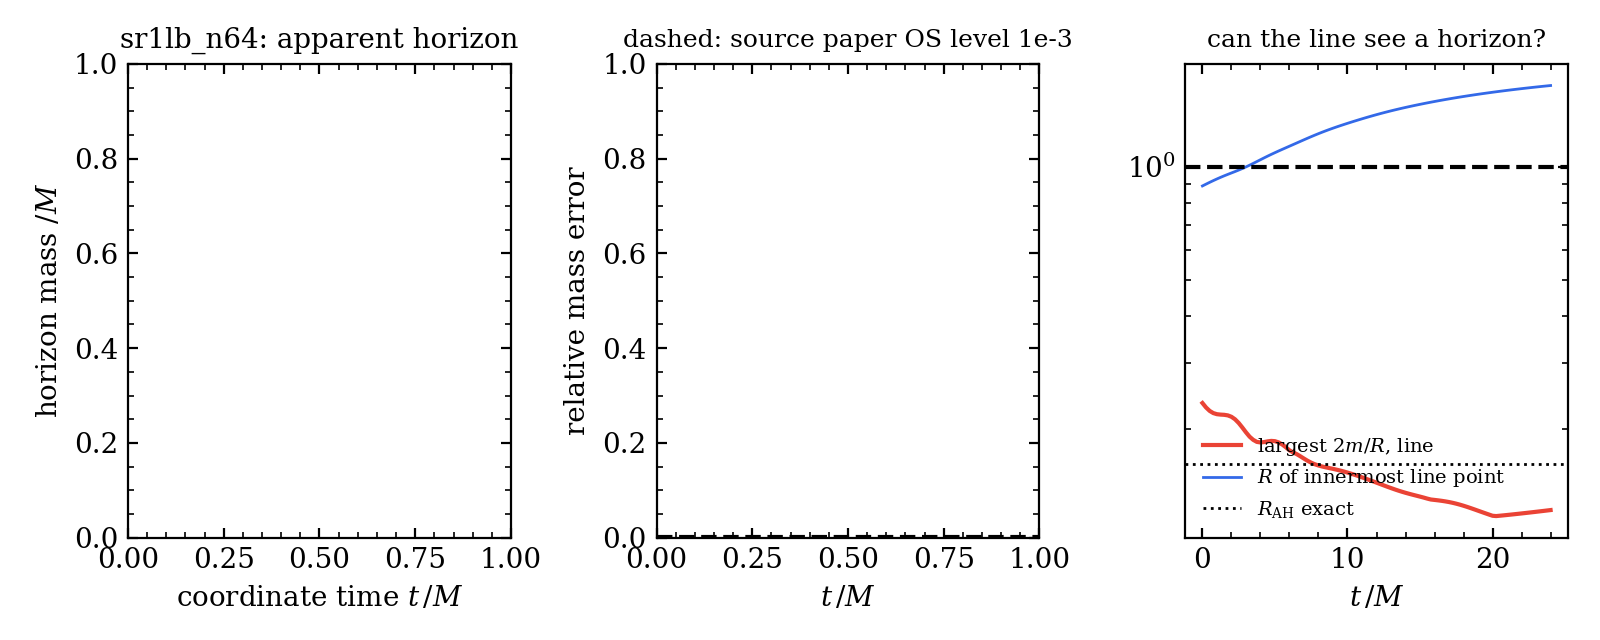 sr1lb_n64: apparent horizon
1.0
0.8
0.6
0.4
0.2
0.0
horizon mass /M
0.00 0.25 0.50 0.75 1.00
coordinate time t/M
dashed: source paper OS level 1e-3
1.0
0.8
0.6
0.4
0.2
0.0
relative mass error
0.00 0.25 0.50 0.75 1.00
t/M
can the line see a horizon?
10⁰
largest 2m/R, line
R of innermost line point
R_AH exact
0 10 20
t/M